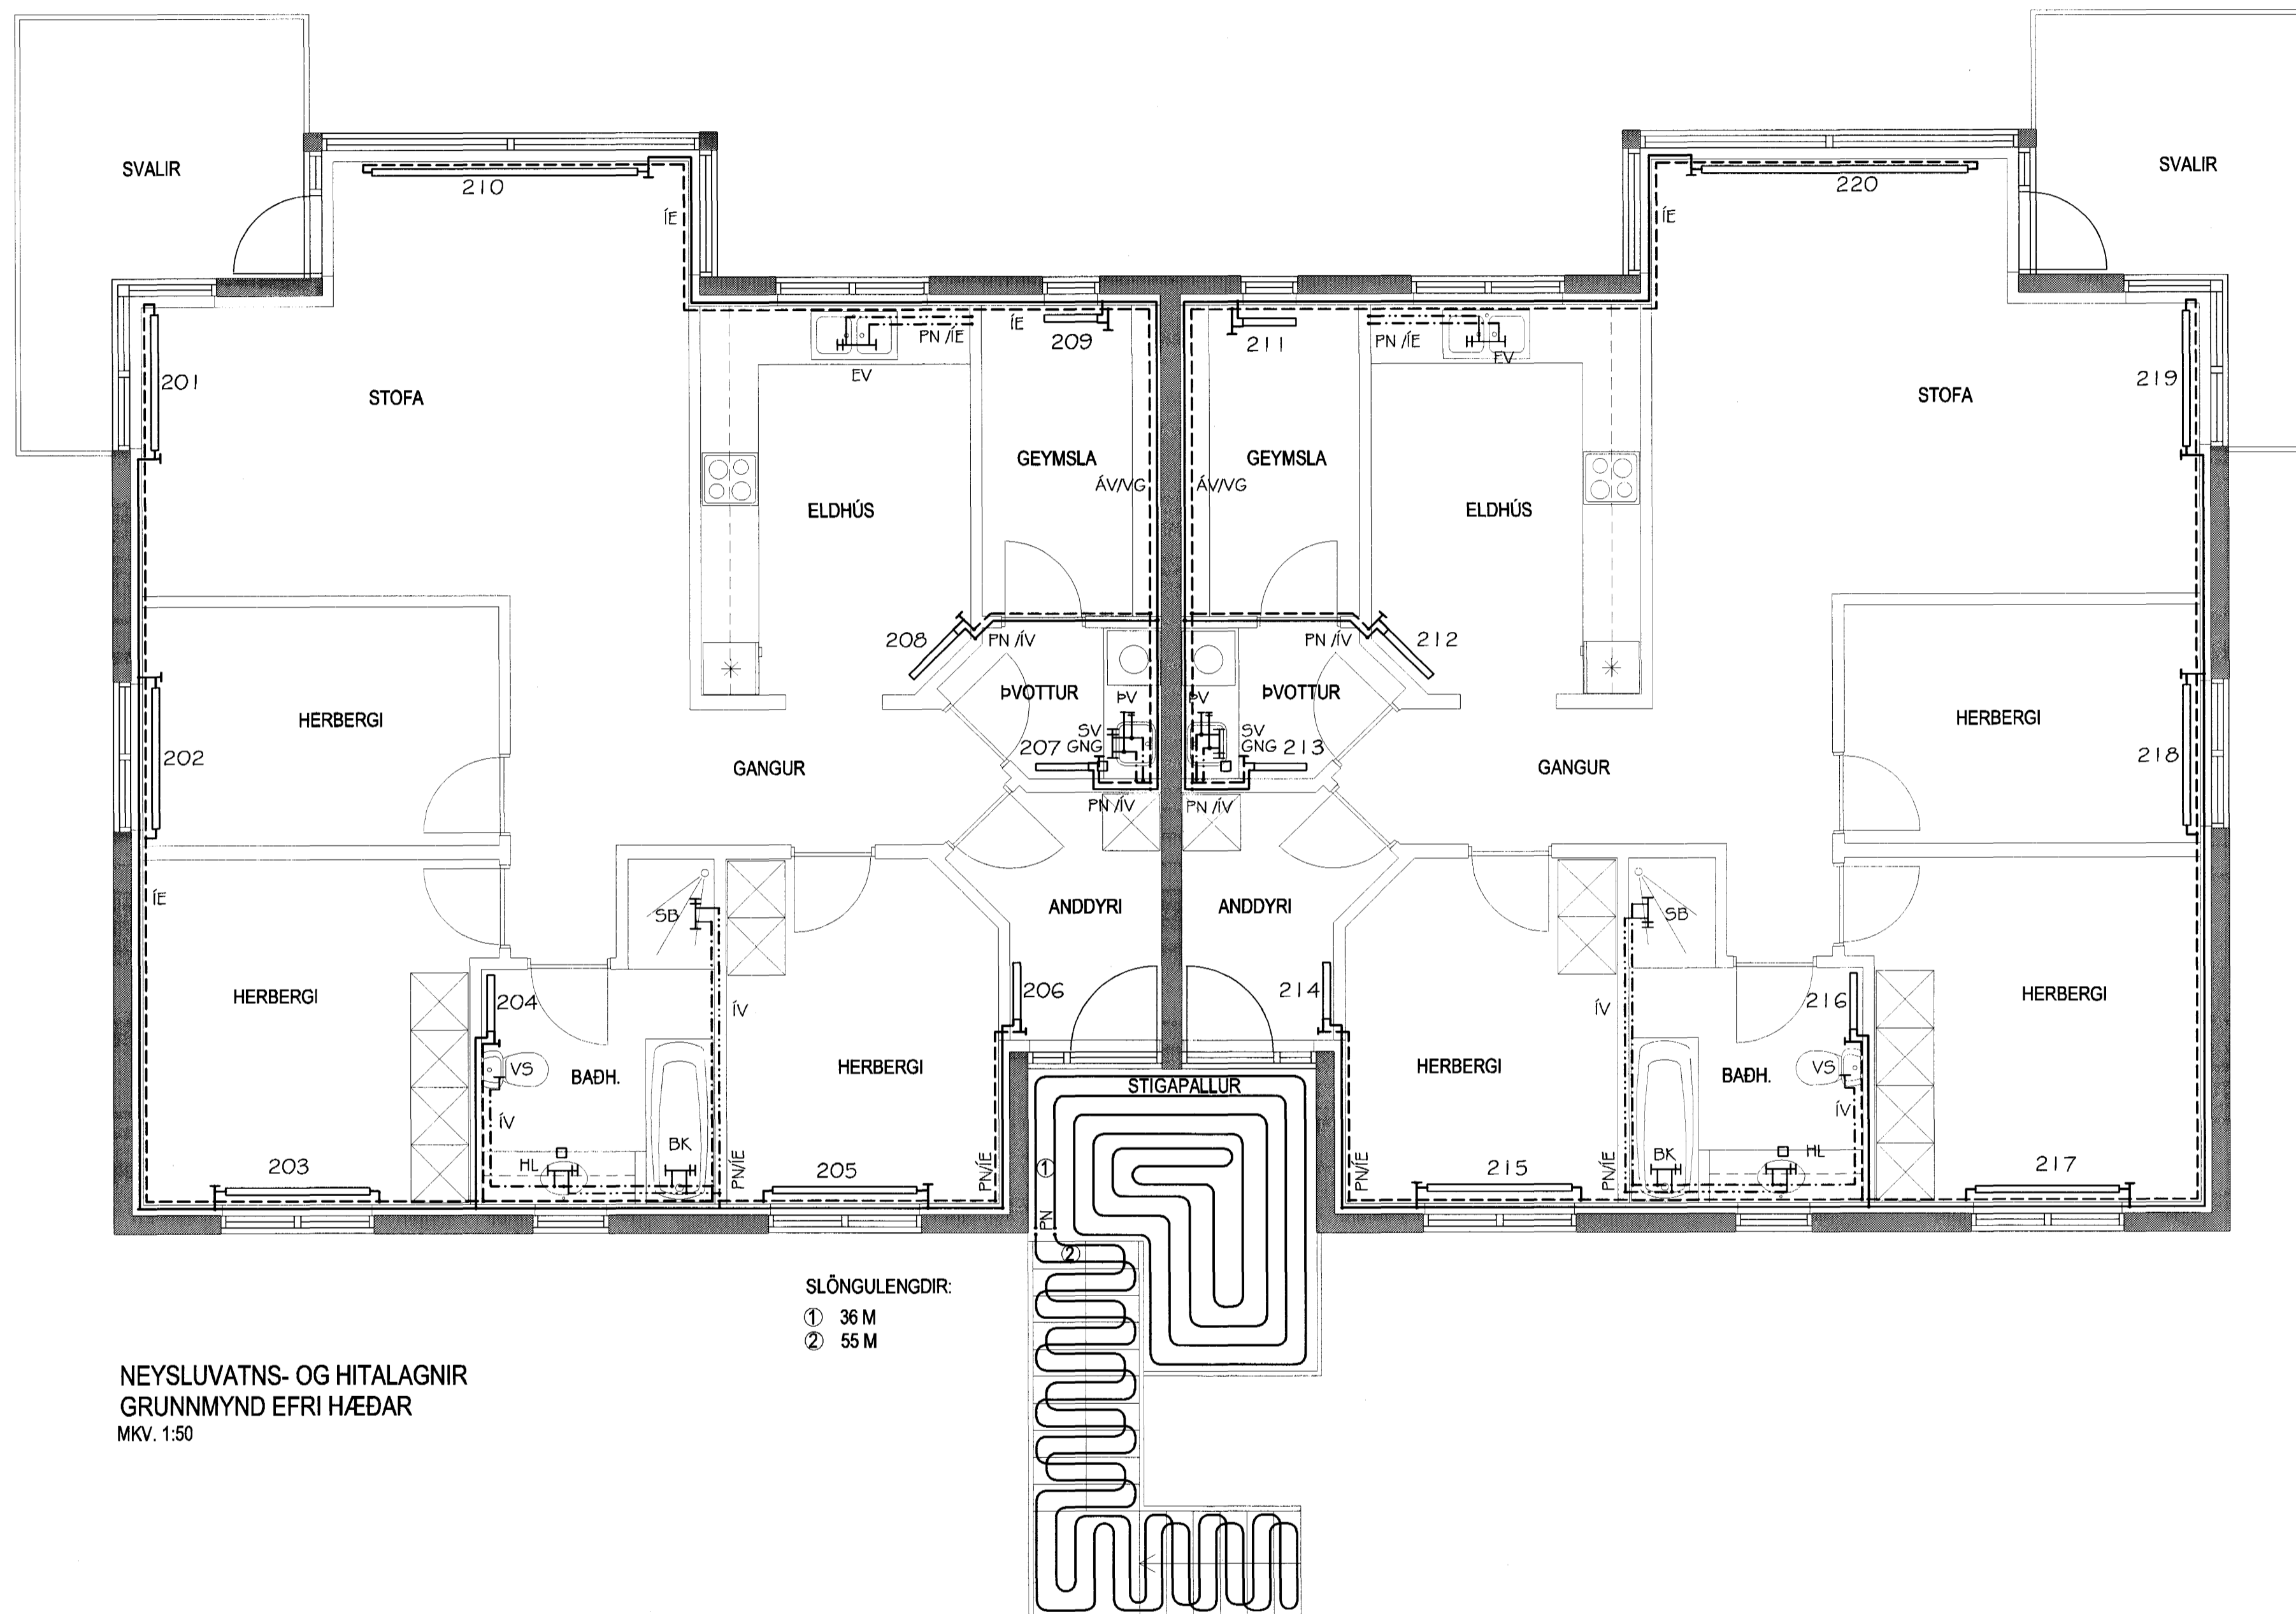 SVALIR
SVALIR
210
220
ÍE
ÍE
PN /ÍE
ÍE
209
211
PN /ÍE
EV
EV
201
219
STOFA
STOFA
GEYMSLA
GEYMSLA
ÁV/VG
ÁV/VG
ELDHÚS
ELDHÚS
208
PN /ÍV
PN /ÍV
212
ÞVOTTUR
ÞV
ÞV
ÞVOTTUR
HERBERGI
HERBERGI
SV
SV
207 GNG
GNG 213
202
218
GANGUR
GANGUR
PN /ÍV
PN /ÍV
ÍE
SB
SB
ANDDYRI
ANDDYRI
HERBERGI
HERBERGI
204
206
214
216
ÍV
ÍV
VS
BAÐH.
HERBERGI
HERBERGI
BAÐH.
VS
STIGAPALLUR
ÍV
ÍV
BK
BK
HL
HL
203
205
215
217
PN/ÍE
PN/ÍE
PN/ÍE
PN/ÍE
1
PN
2
SLÖNGULENGDIR:
1 36 M
2 55 M
NEYSLUVATNS- OG HITALAGNIR
GRUNNMYND EFRI HÆÐAR
MKV. 1:50